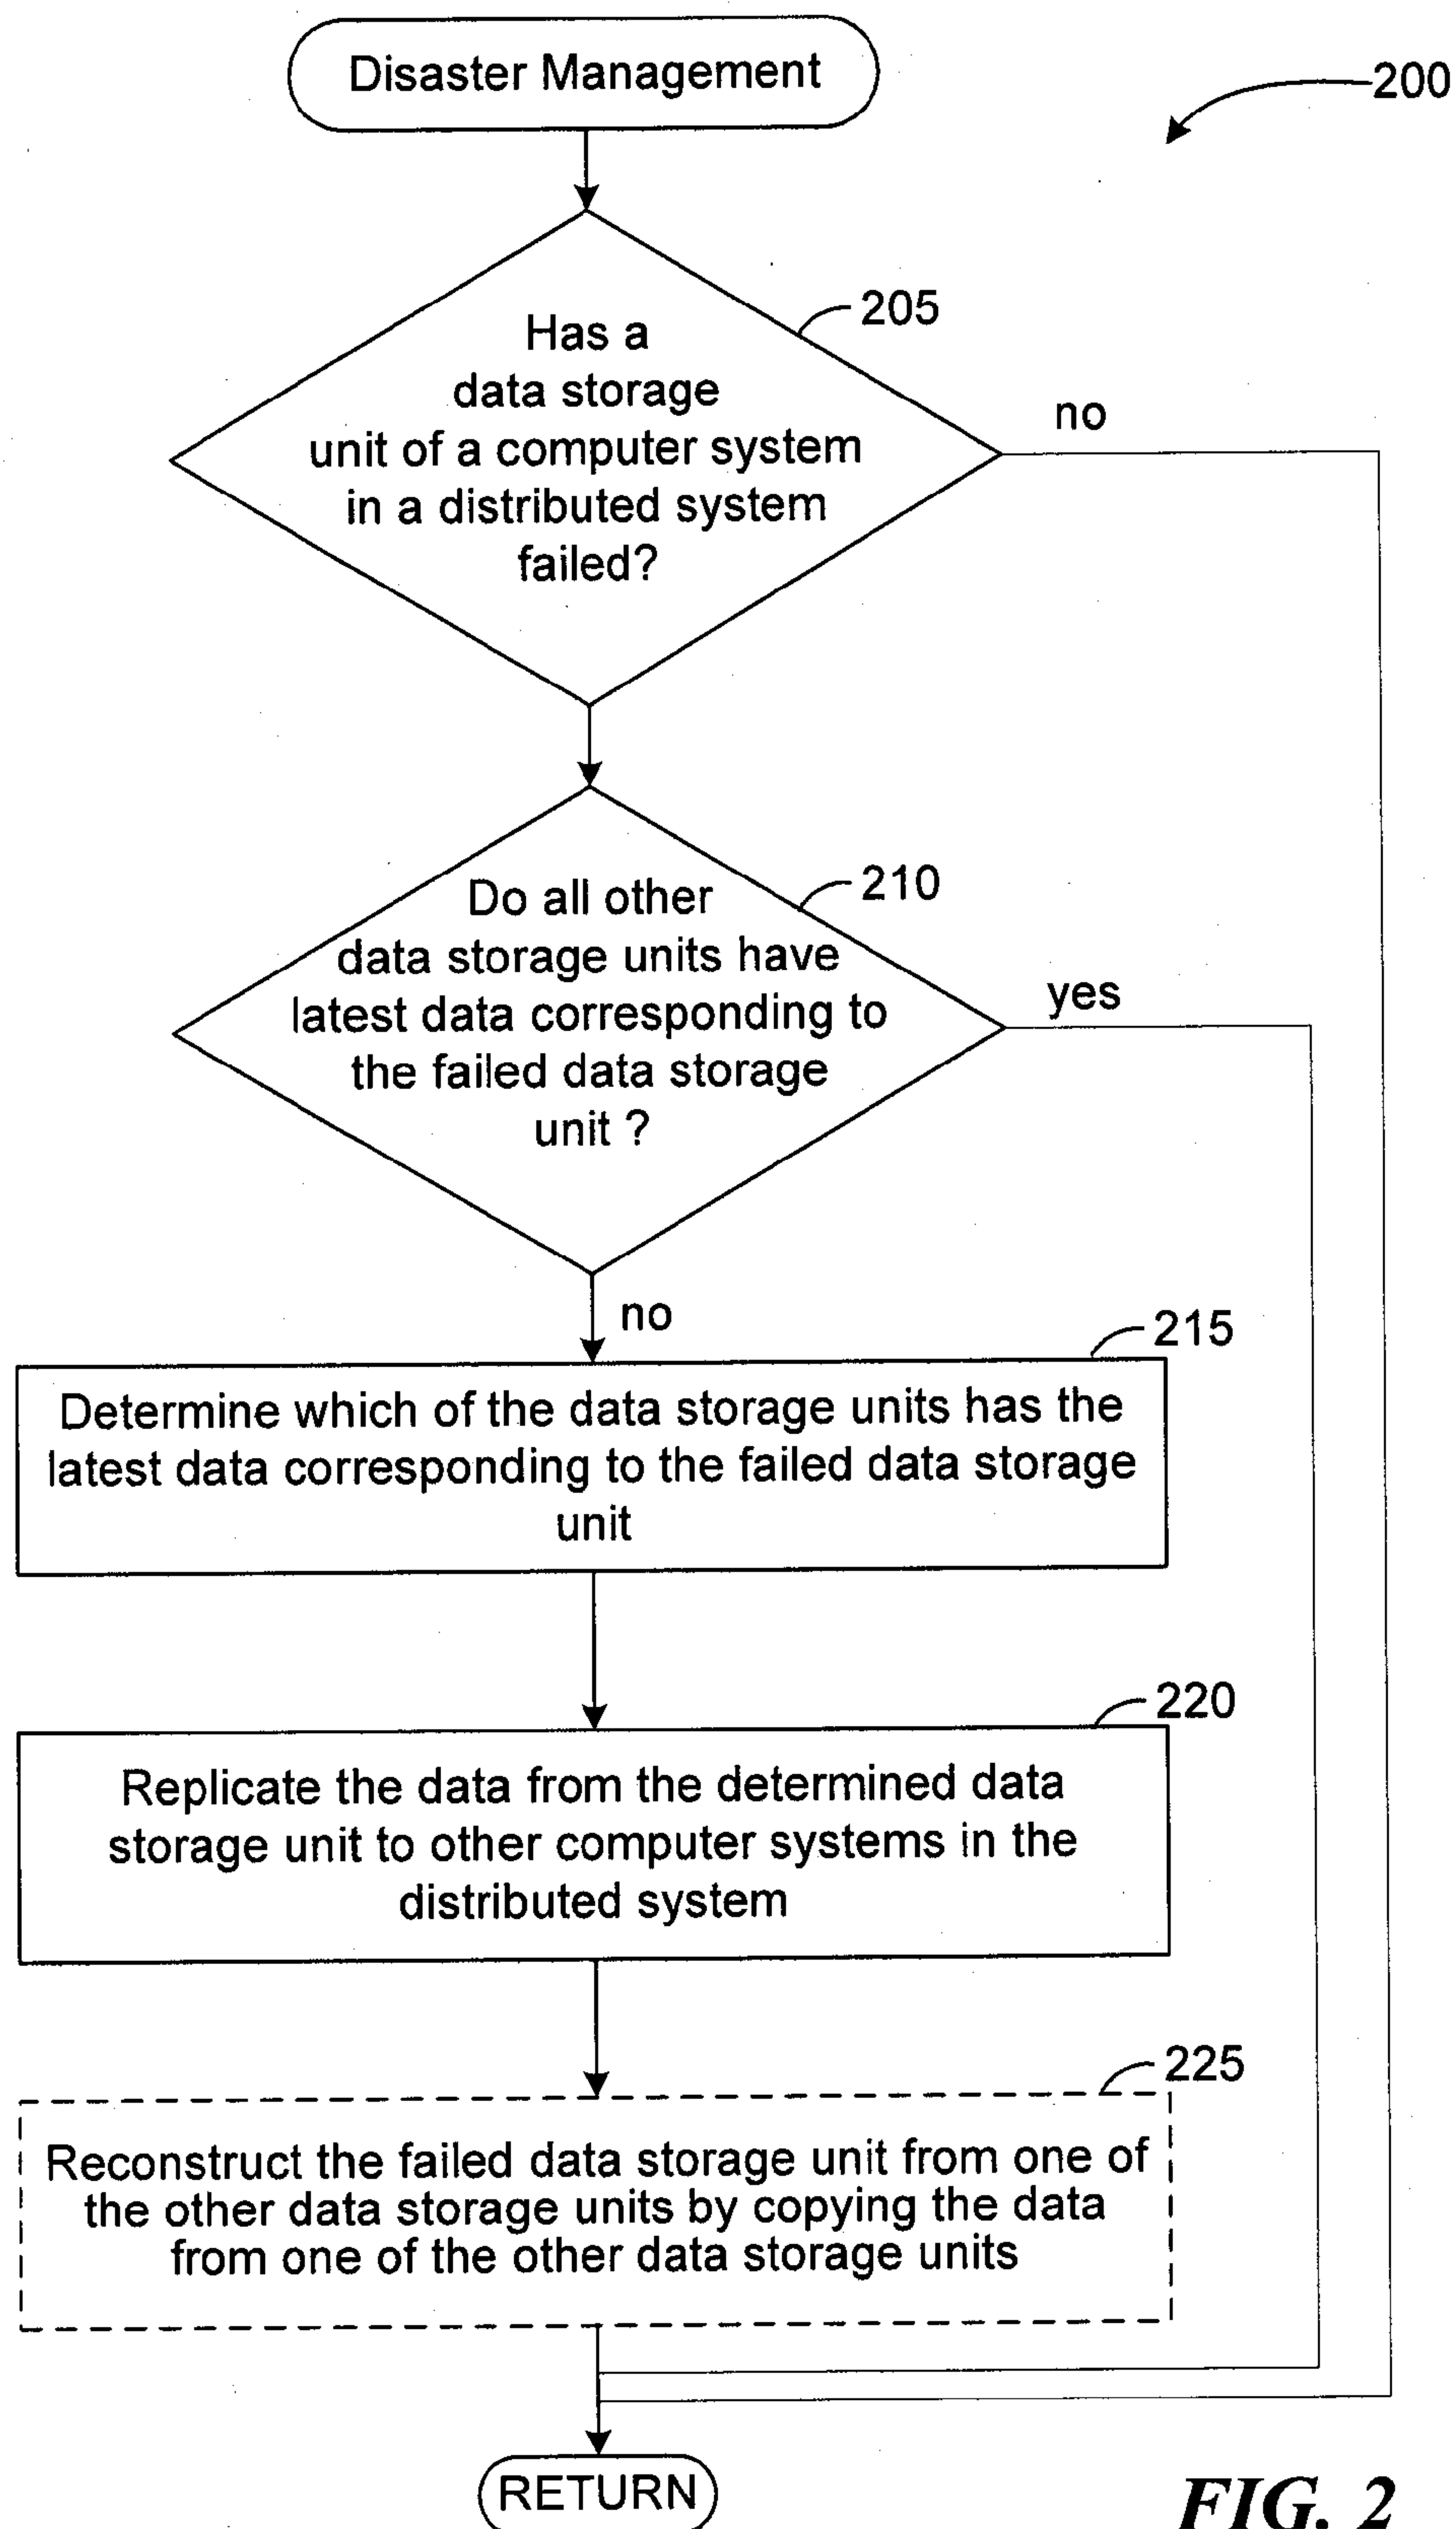 Disaster Management
200
205
Has a
data storage
unit of a computer system
in a distributed system
failed?
no
210
Do all other
data storage units have
latest data corresponding to
the failed data storage
unit ?
yes
no
215
Determine which of the data storage units has the
latest data corresponding to the failed data storage
unit
220
Replicate the data from the determined data
storage unit to other computer systems in the
distributed system
225
Reconstruct the failed data storage unit from one of
the other data storage units by copying the data
from one of the other data storage units
RETURN
FIG. 2